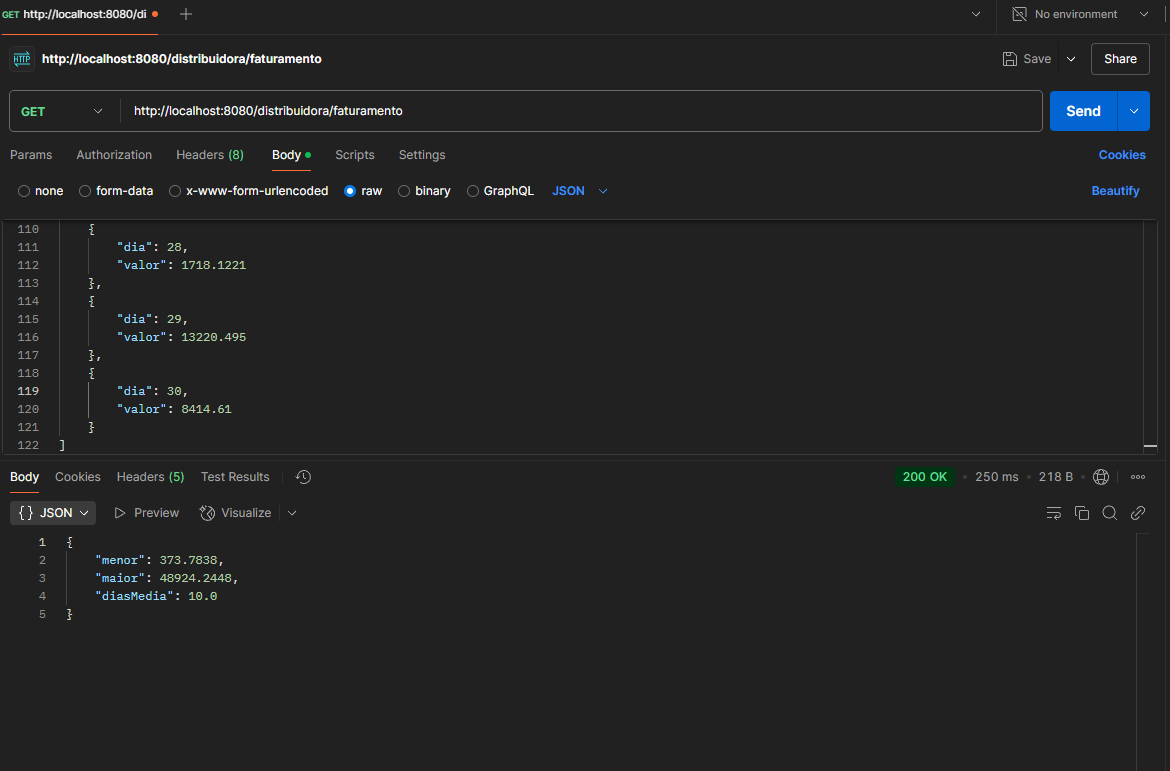 GET http://localhost:8080/di
No environment
HTTP http://localhost:8080/distribuidora/faturamento
Save
Share
GET http://localhost:8080/distribuidora/faturamento
Send
Params Authorization Headers (8) Body Scripts Settings
Cookies
none form-data x-www-form-urlencoded raw binary GraphQL JSON
Beautify
110 {
111 "dia": 28,
112 "valor": 1718.1221
113 },
114 {
115 "dia": 29,
116 "valor": 13220.495
117 },
118 {
119 "dia": 30,
120 "valor": 8414.61
121 }
122 ]
Body Cookies Headers (5) Test Results
200 OK 250 ms 218 B
{} JSON Preview Visualize
1 {
2 "menor": 373.7838,
3 "maior": 48924.2448,
4 "diasMedia": 10.0
5 }